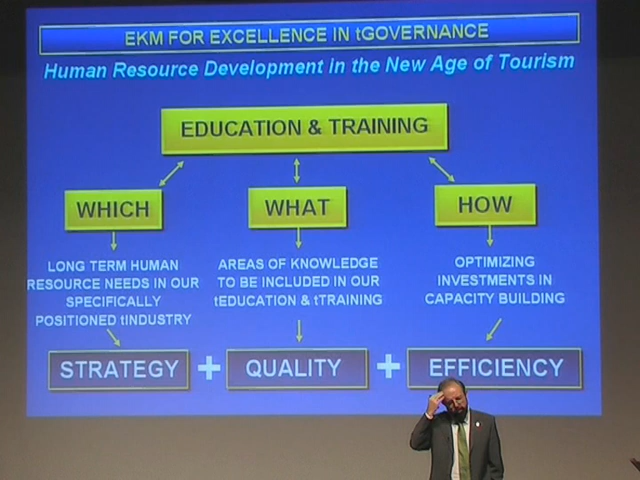 EKM FOR EXCELLENCE IN tGOVERNANCE
Human Resource Development in the New Age of Tourism
EDUCATION & TRAINING
WHICH
WHAT
HOW
LONG TERM HUMAN
RESOURCE NEEDS IN OUR
SPECIFICALLY
POSITIONED tINDUSTRY
AREAS OF KNOWLEDGE
TO BE INCLUDED IN OUR
tEDUCATION & tTRAINING
OPTIMIZING
INVESTMENTS IN
CAPACITY BUILDING
STRATEGY + QUALITY + EFFICIENCY